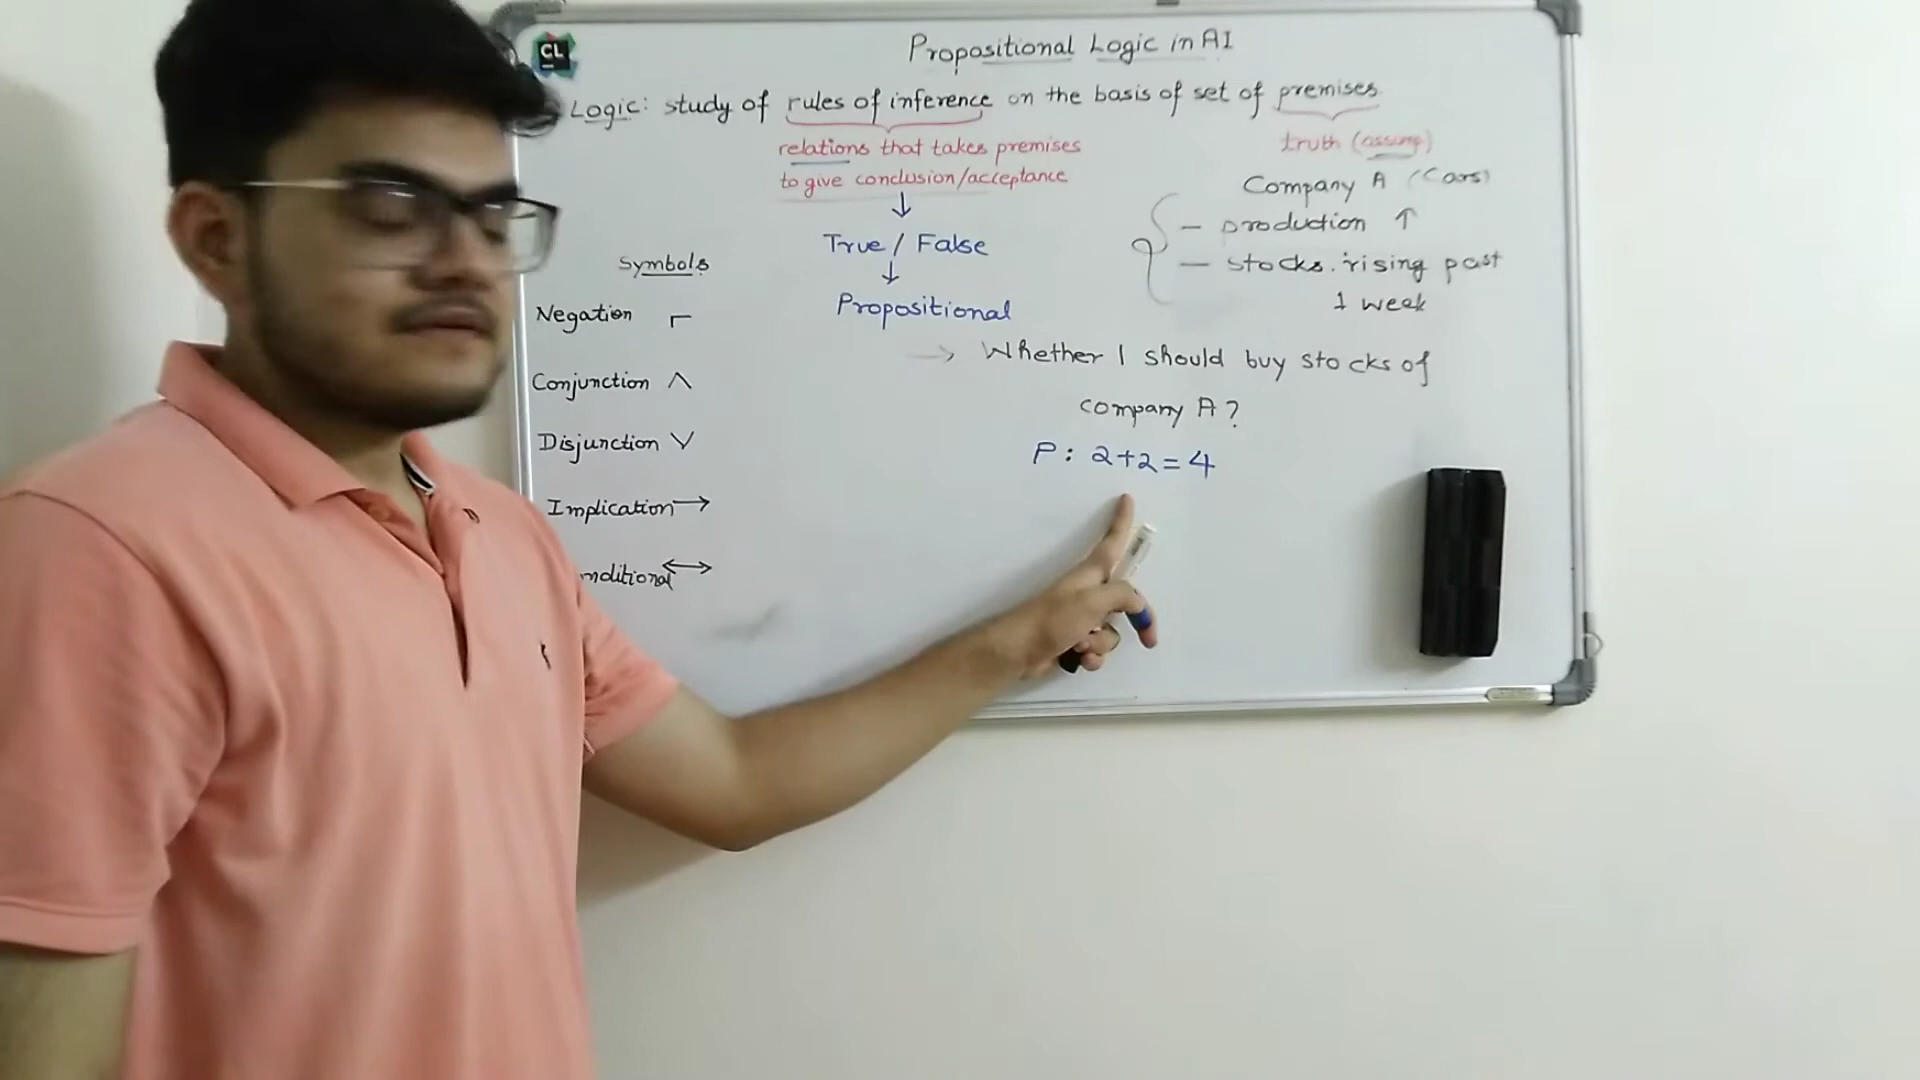 CL
Propositional Logic in AI
Logic: study of rules of inference on the basis of set of premises
relations that takes premises
to give conclusion/acceptance
↓
True / False
↓
Propositional
truth (assump)
Company A (Cars)
- production ↑
- stocks rising past
1 week
→ Whether I should buy stocks of
company A?
P: 2+2=4
Symbols
Negation ┌
Conjunction ∧
Disjunction ∨
Implication →
nditional ↔